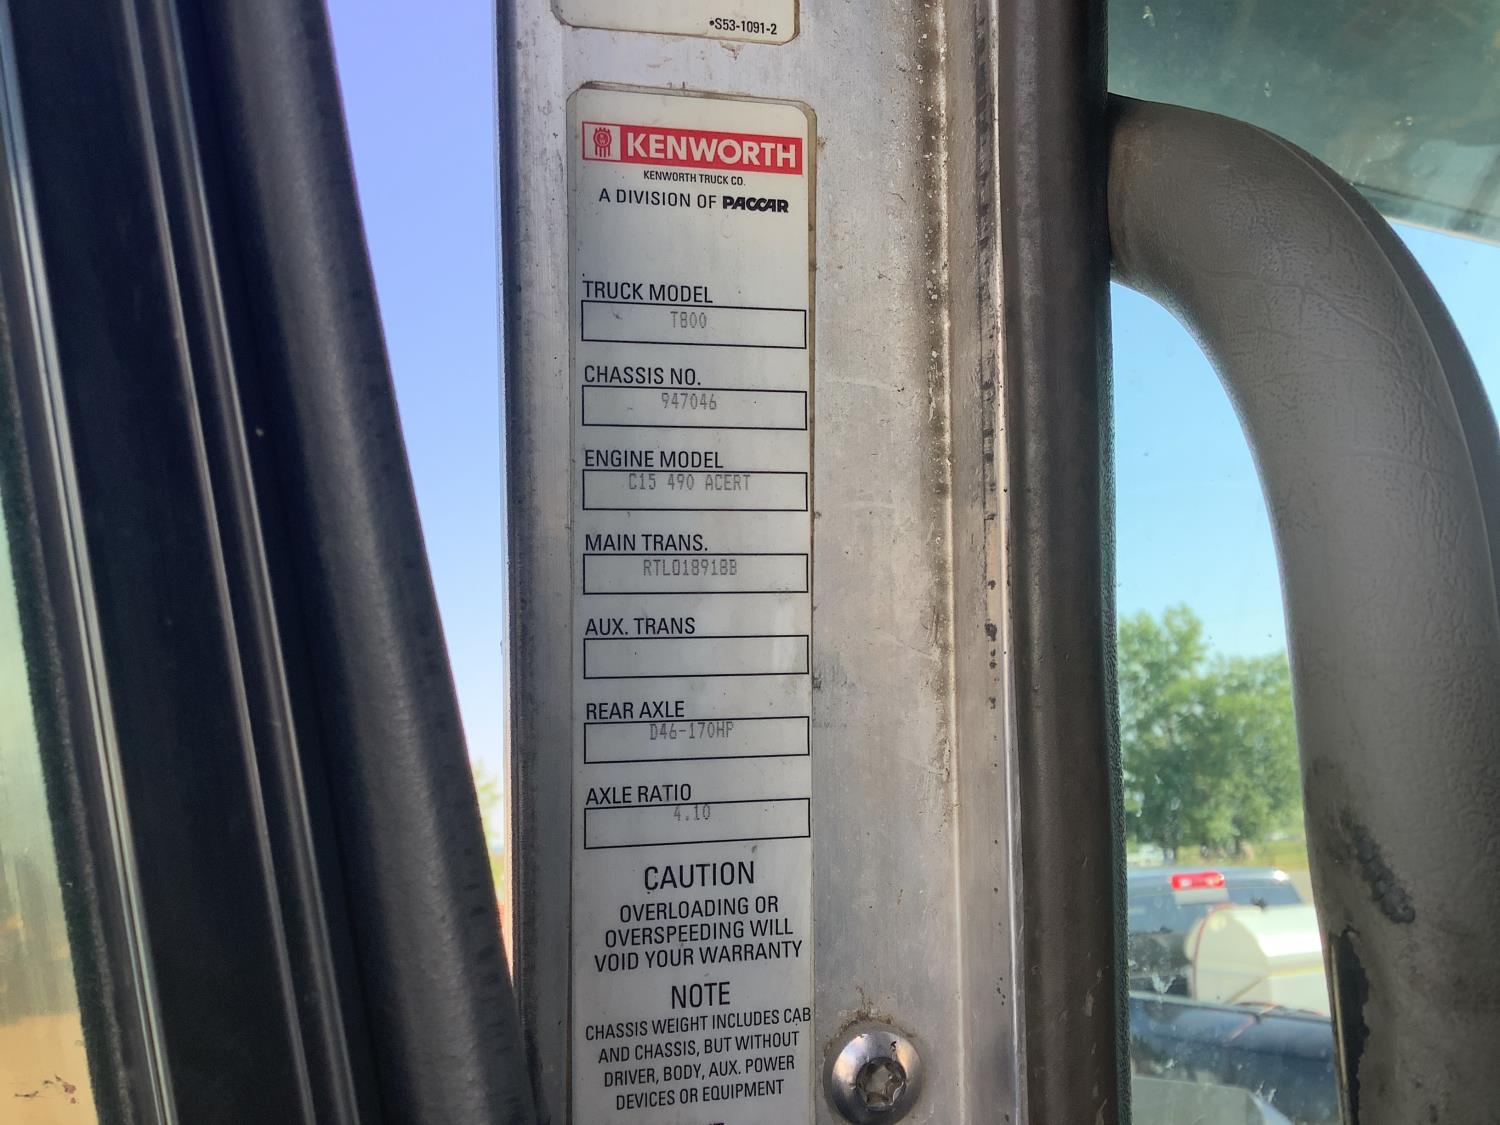 •S53-1091-2
KENWORTH
KENWORTH TRUCK CO.
A DIVISION OF PACCAR
TRUCK MODEL
T800
CHASSIS NO.
947046
ENGINE MODEL
C15 490 ACERT
MAIN TRANS.
RTLO18918B
AUX. TRANS
REAR AXLE
D46-170HP
AXLE RATIO
4.10
CAUTION
OVERLOADING OR
OVERSPEEDING WILL
VOID YOUR WARRANTY
NOTE
CHASSIS WEIGHT INCLUDES CAB
AND CHASSIS, BUT WITHOUT
DRIVER, BODY, AUX. POWER
DEVICES OR EQUIPMENT